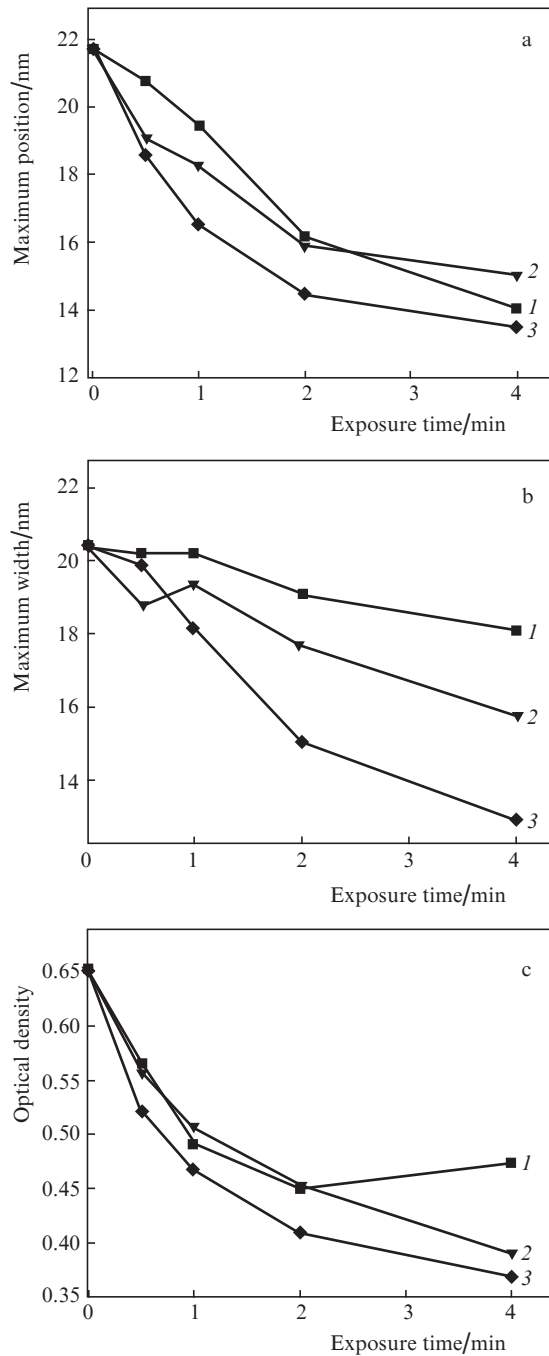 a
Maximum position/nm
22
20
18
16
14
12
2
1
3
0 1 2 3 4
Exposure time/min
b
Maximum width/nm
22
20
18
16
14
1
2
3
0 1 2 3 4
Exposure time/min
c
Optical density
0.65
0.60
0.55
0.50
0.45
0.40
0.35
1
2
3
0 1 2 3 4
Exposure time/min